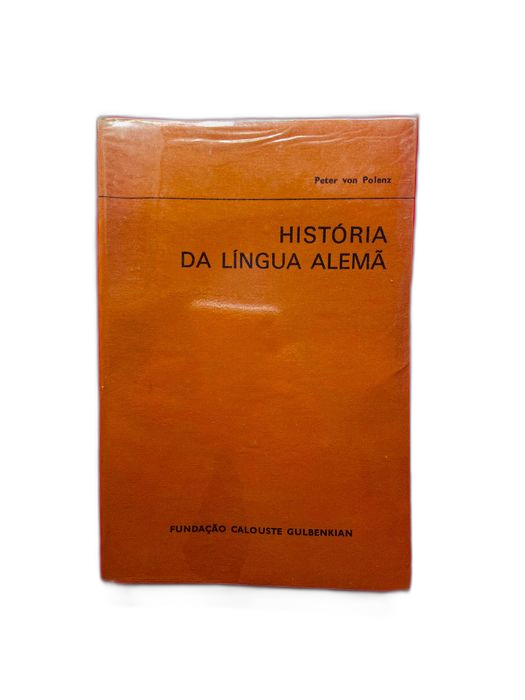 Peter von Polenz
HISTÓRIA
DA LÍNGUA ALEMÃ
FUNDAÇÃO CALOUSTE GULBENKIAN